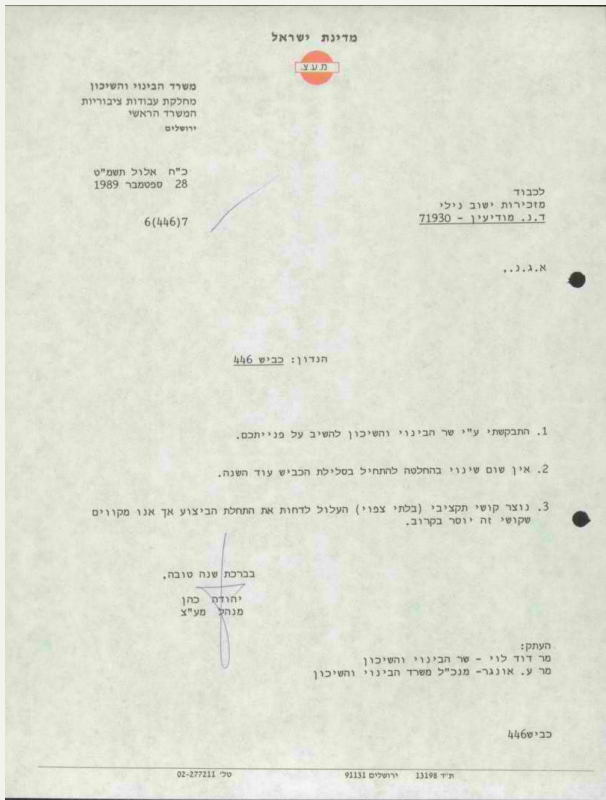 מדינת ישראל
מ.ע.צ.
משרד הבינוי והשיכון
מחלקת עבודות ציבוריות
המשרד הראשי
ירושלים
כ"ח אלול תשמ"ט
28 ספטמבר 1989
6(446)7
לכבוד
מזכירות ישוב נילי
ד.נ. מודיעין - 71930
א.ג.נ.,
הנדון: כביש 446
1. התבקשתי ע"י שר הבינוי והשיכון להשיב על פנייתכם.
2. אין שום שינוי בהחלטה להתחיל בסלילת הכביש עוד השנה.
3. נוצר קושי תקציבי (בלתי צפוי) העלול לדחות את התחלת הביצוע אך אנו מקווים
שקושי זה יוסר בקרוב.
בברכת שנה טובה,
יהודה כהן
מנהל מע"צ
העתק:
מר דוד לוי - שר הבינוי והשיכון
מר ע. אונגר- מנכ"ל משרד הבינוי והשיכון
כביש446
ת"ד 13198 ירושלים 91131 טל' 02-277211